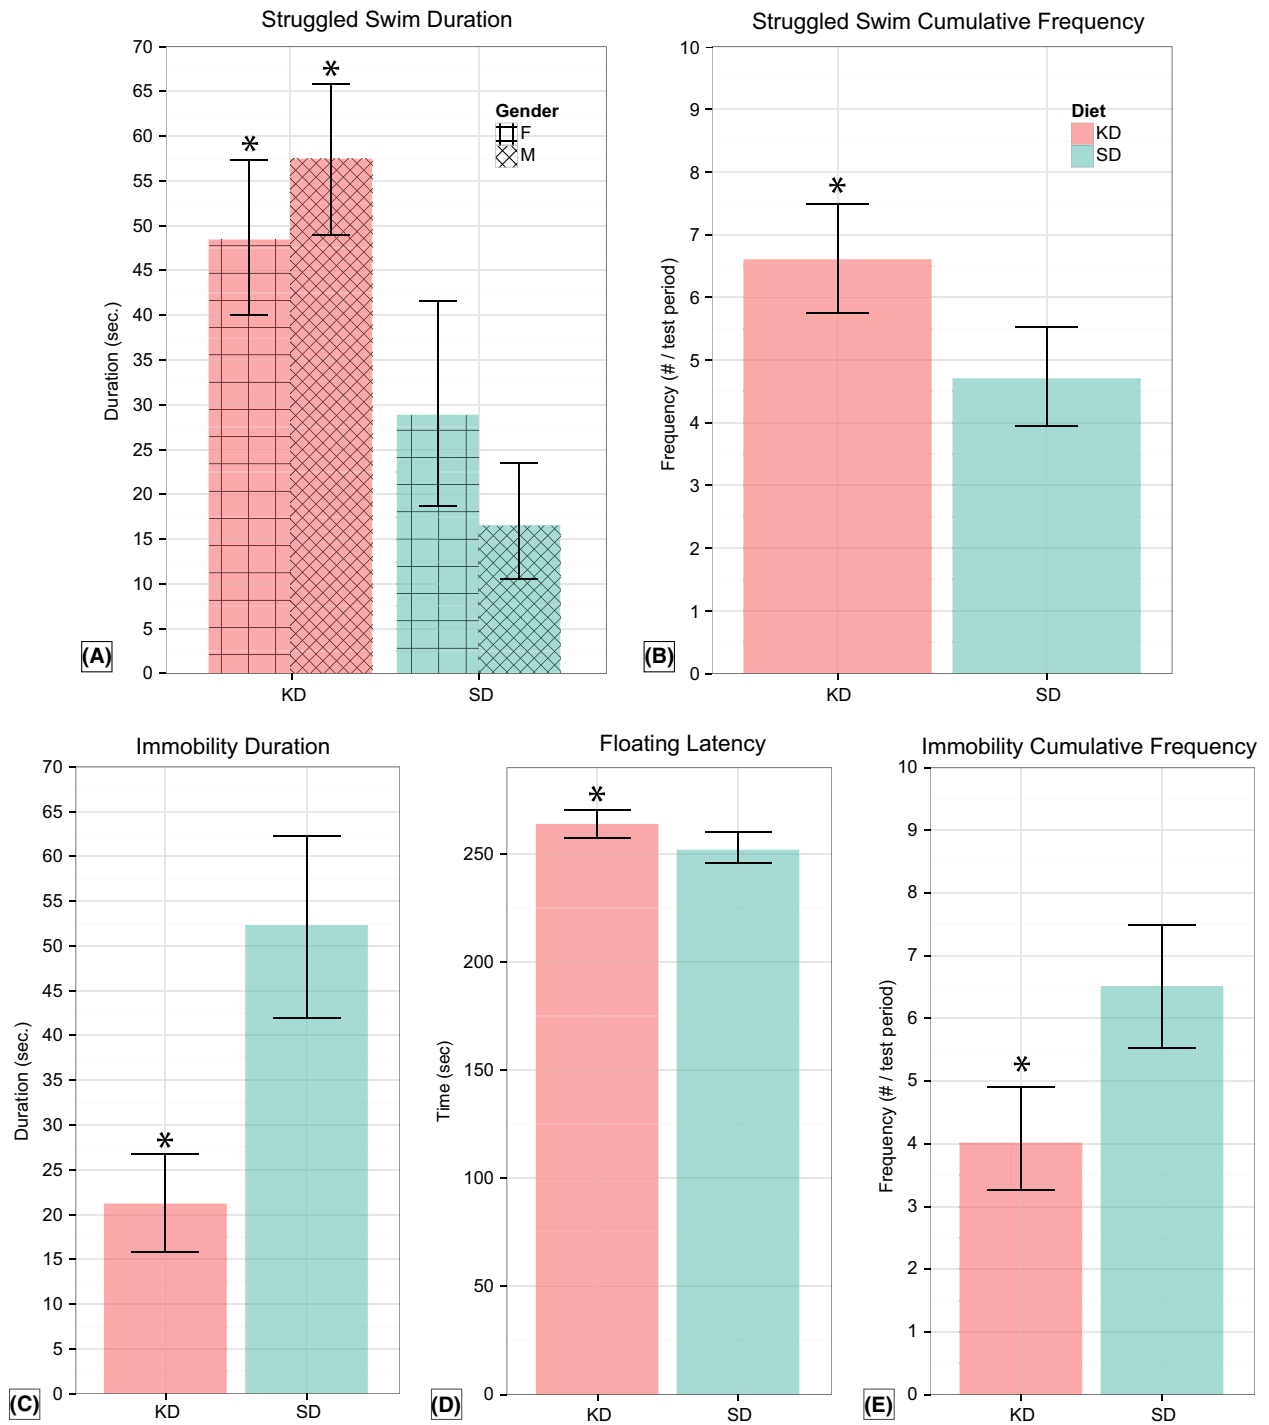 Struggled Swim Duration
70
65
60
55
50
45
40
35
30
25
20
15
10
5
0
Duration (sec.)
*
*
Gender
F
M
KD
SD
(A)
Struggled Swim Cumulative Frequency
10
9
8
7
6
5
4
3
2
1
0
Frequency (# / test period)
*
Diet
KD
SD
KD
SD
(B)
Immobility Duration
70
65
60
55
50
45
40
35
30
25
20
15
10
5
0
Duration (sec.)
*
KD
SD
(C)
Floating Latency
250
200
150
100
50
0
Time (sec)
*
KD
SD
(D)
Immobility Cumulative Frequency
10
9
8
7
6
5
4
3
2
1
0
Frequency (# / test period)
*
KD
SD
(E)